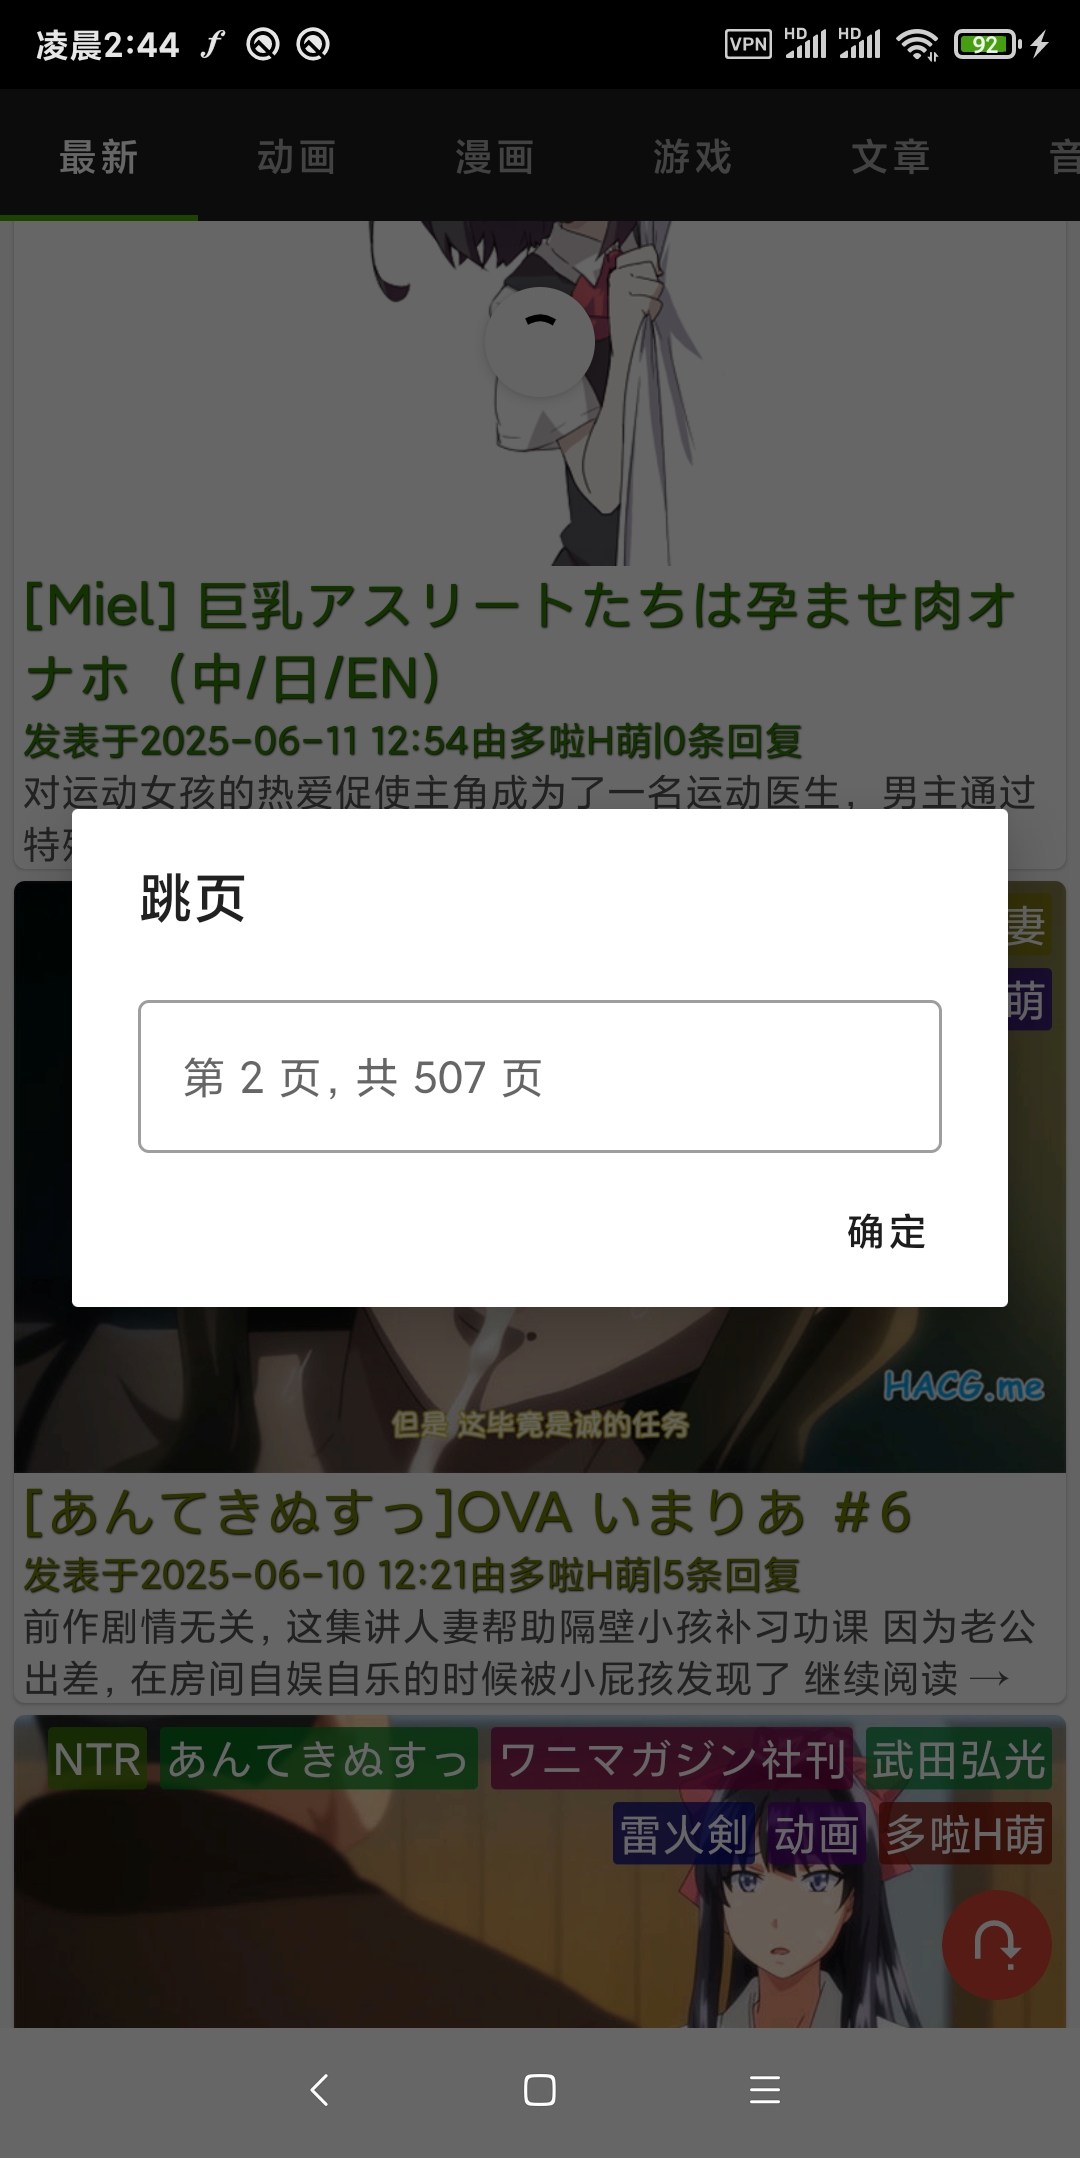 凌晨2:44
VPN HD HD 92
最新 动画 漫画 游戏 文章 音
[Miel] 巨乳アスリートたちは孕ませ肉オ
ナホ（中/日/EN）
发表于2025-06-11 12:54由多啦H萌|0条回复
对运动女孩的热爱促使主角成为了一名运动医生，男主通过
特
妻
萌
跳页
第 2 页, 共 507 页
确定
HACG.me
但是 这毕竟是诚的任务
[あんてきぬすっ]OVA いまりあ ＃6
发表于2025-06-10 12:21由多啦H萌|5条回复
前作剧情无关, 这集讲人妻帮助隔壁小孩补习功课 因为老公
出差, 在房间自娱自乐的时候被小屁孩发现了 继续阅读 →
NTR あんてきぬすっ ワニマガジン社刊 武田弘光
雷火剣 动画 多啦H萌